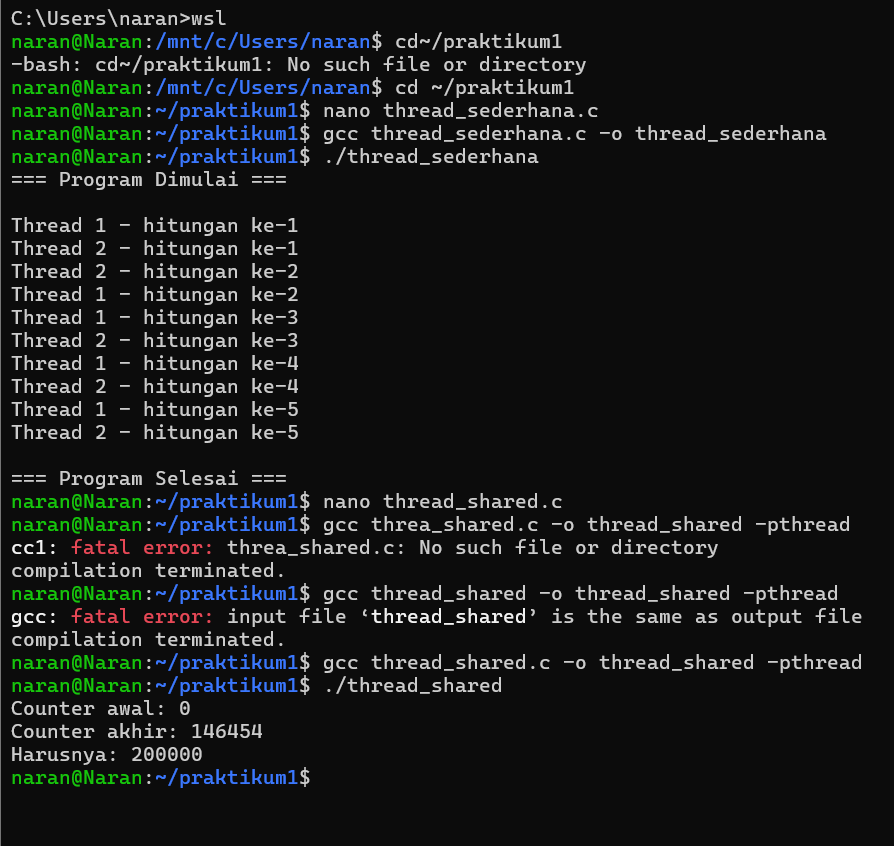 C:\Users\naran>wsl
naran@Naran:/mnt/c/Users/naran$ cd~/praktikum1
-bash: cd~/praktikum1: No such file or directory
naran@Naran:/mnt/c/Users/naran$ cd ~/praktikum1
naran@Naran:~/praktikum1$ nano thread_sederhana.c
naran@Naran:~/praktikum1$ gcc thread_sederhana.c -o thread_sederhana
naran@Naran:~/praktikum1$ ./thread_sederhana
=== Program Dimulai ===
Thread 1 - hitungan ke-1
Thread 2 - hitungan ke-1
Thread 2 - hitungan ke-2
Thread 1 - hitungan ke-2
Thread 1 - hitungan ke-3
Thread 2 - hitungan ke-3
Thread 1 - hitungan ke-4
Thread 2 - hitungan ke-4
Thread 1 - hitungan ke-5
Thread 2 - hitungan ke-5
=== Program Selesai ===
naran@Naran:~/praktikum1$ nano thread_shared.c
naran@Naran:~/praktikum1$ gcc threa_shared.c -o thread_shared -pthread
cc1: fatal error: threa_shared.c: No such file or directory
compilation terminated.
naran@Naran:~/praktikum1$ gcc thread_shared -o thread_shared -pthread
gcc: fatal error: input file ‘thread_shared’ is the same as output file
compilation terminated.
naran@Naran:~/praktikum1$ gcc thread_shared.c -o thread_shared -pthread
naran@Naran:~/praktikum1$ ./thread_shared
Counter awal: 0
Counter akhir: 146454
Harusnya: 200000
naran@Naran:~/praktikum1$